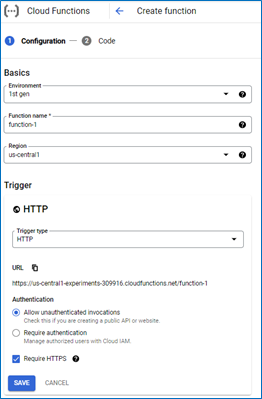 Cloud Functions Create function
1 Configuration — 2 Code
Basics
Environment
1st gen
Function name *
function-1
Region
us-central1
Trigger
HTTP
Trigger type
HTTP
URL
https://us-central1-experiments-309916.cloudfunctions.net/function-1
Authentication
Allow unauthenticated invocations
Check this if you are creating a public API or website.
Require authentication
Manage authorized users with Cloud IAM.
Require HTTPS
SAVE CANCEL